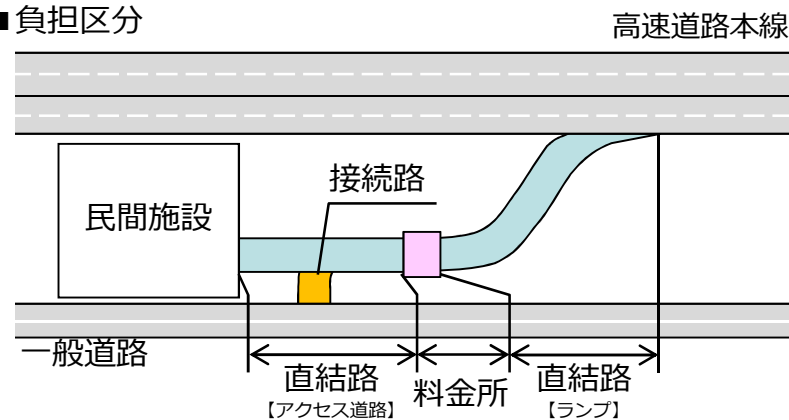 ■負担区分
高速道路本線
接続路
民間施設
一般道路
直結路
【アクセス道路】
料金所
直結路
【ランプ】